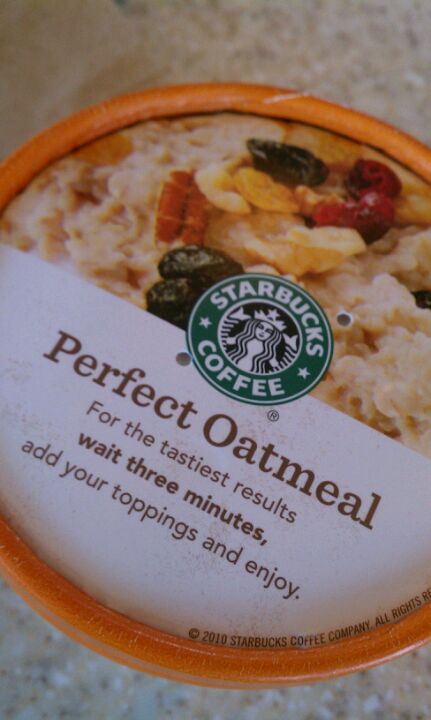 STARBUCKS
COFFEE
®
Perfect Oatmeal
For the tastiest results
wait three minutes,
add your toppings and enjoy.
© 2010 STARBUCKS COFFEE COMPANY. ALL RIGHTS